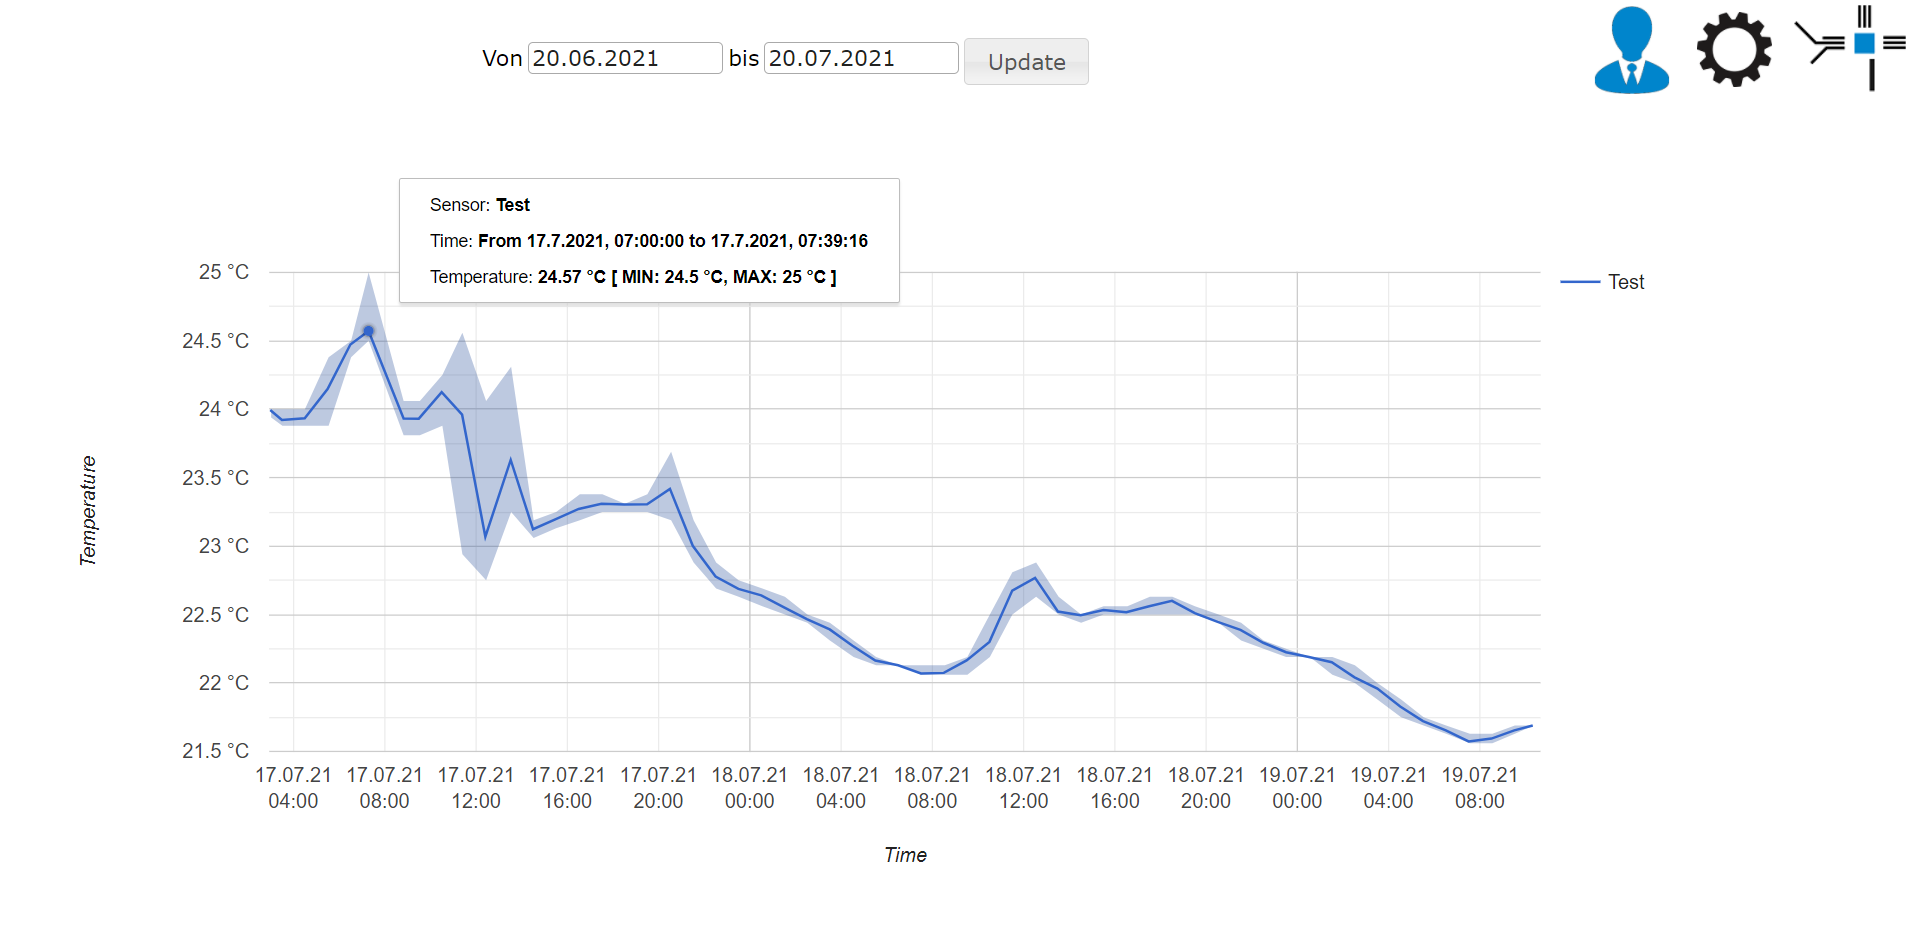 Von 20.06.2021 bis 20.07.2021 Update
Sensor: Test
Time: From 17.7.2021, 07:00:00 to 17.7.2021, 07:39:16
Temperature: 24.57 °C [ MIN: 24.5 °C, MAX: 25 °C ]
25 °C
24.5 °C
24 °C
23.5 °C
23 °C
22.5 °C
22 °C
21.5 °C
Temperature
Test
17.07.21 17.07.21 17.07.21 17.07.21 17.07.21 18.07.21 18.07.21 18.07.21 18.07.21 18.07.21 18.07.21 19.07.21 19.07.21 19.07.21
04:00 08:00 12:00 16:00 20:00 00:00 04:00 08:00 12:00 16:00 20:00 00:00 04:00 08:00
Time